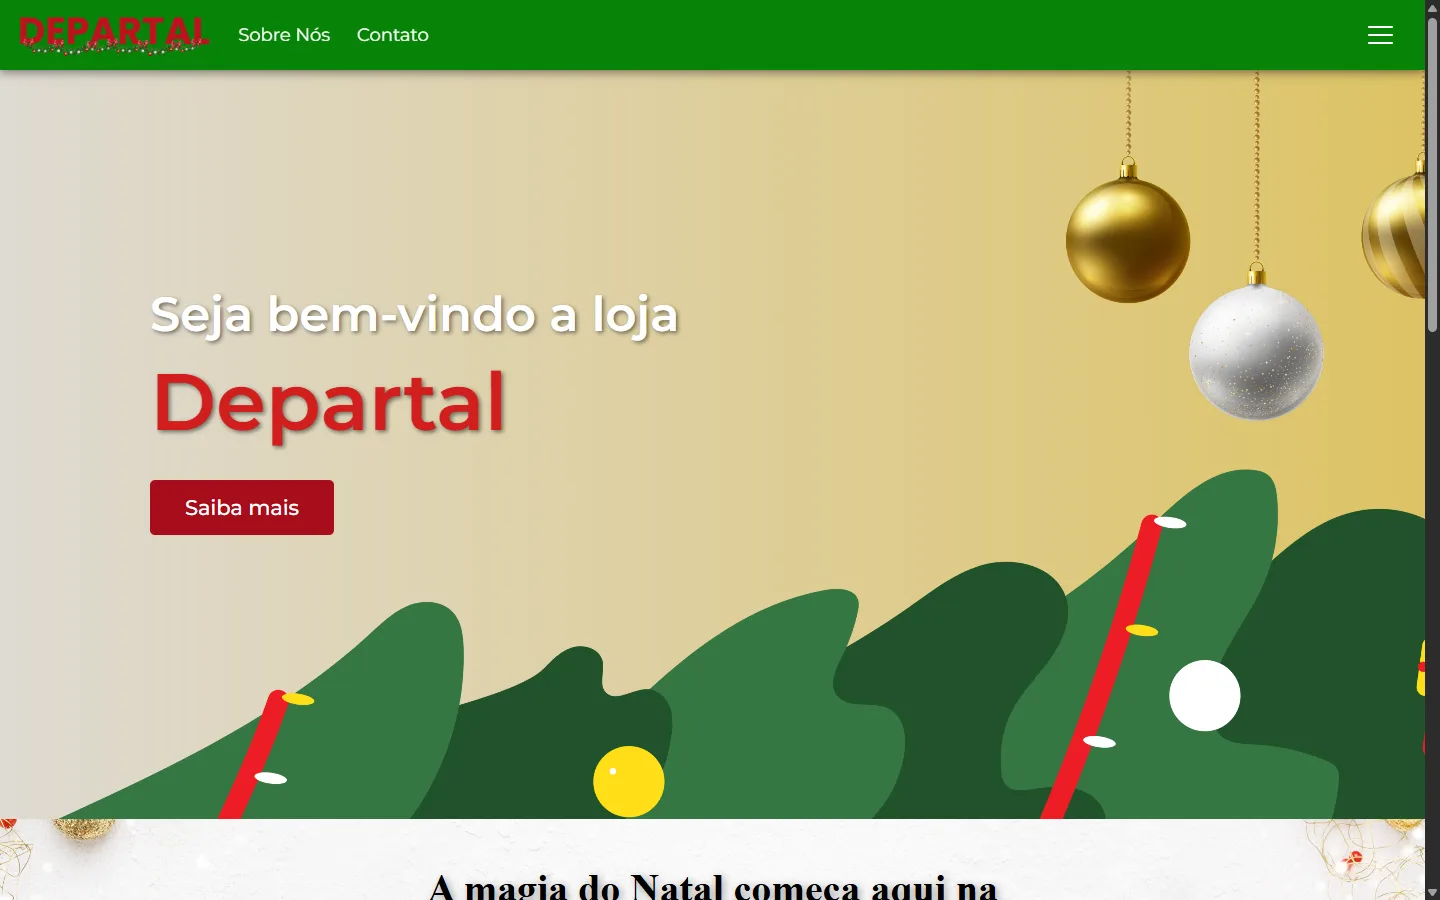 DEPARTAL
Sobre Nós
Contato
Seja bem-vindo a loja
Departal
Saiba mais
A magia do Natal começa aqui na